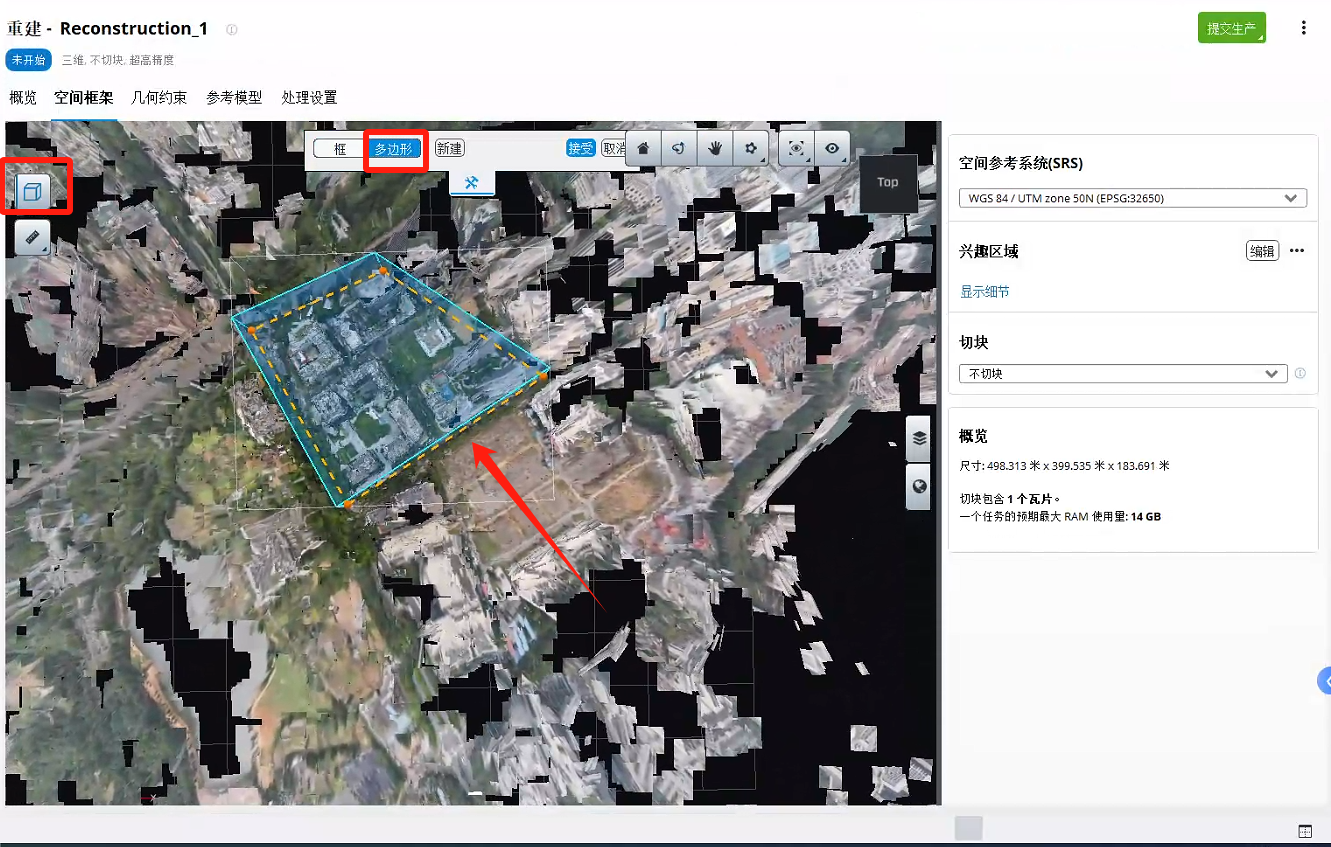 重建 - Reconstruction_1
提交生产
未开始 三维, 不切块, 超高精度
概览 空间框架 几何约束 参考模型 处理设置
框 多边形 新建 接受 取消
Top
空间参考系统(SRS)
WGS 84 / UTM zone 50N (EPSG:32650)
兴趣区域 编辑
显示细节
切块
不切块
概览
尺寸: 498.313 米 x 399.535 米 x 183.691 米
切块包含 1 个瓦片。
一个任务的预期最大 RAM 使用量: 14 GB